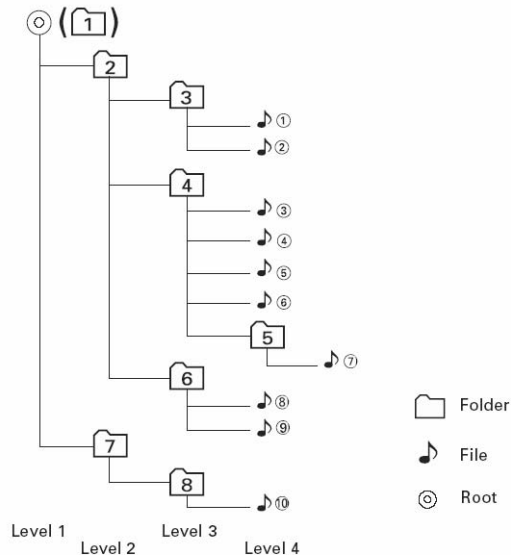 (1)
2
3
①
②
4
③
④
⑤
⑥
5
⑦
6
⑧
⑨
7
8
⑩
Folder
File
Root
Level 1
Level 2
Level 3
Level 4